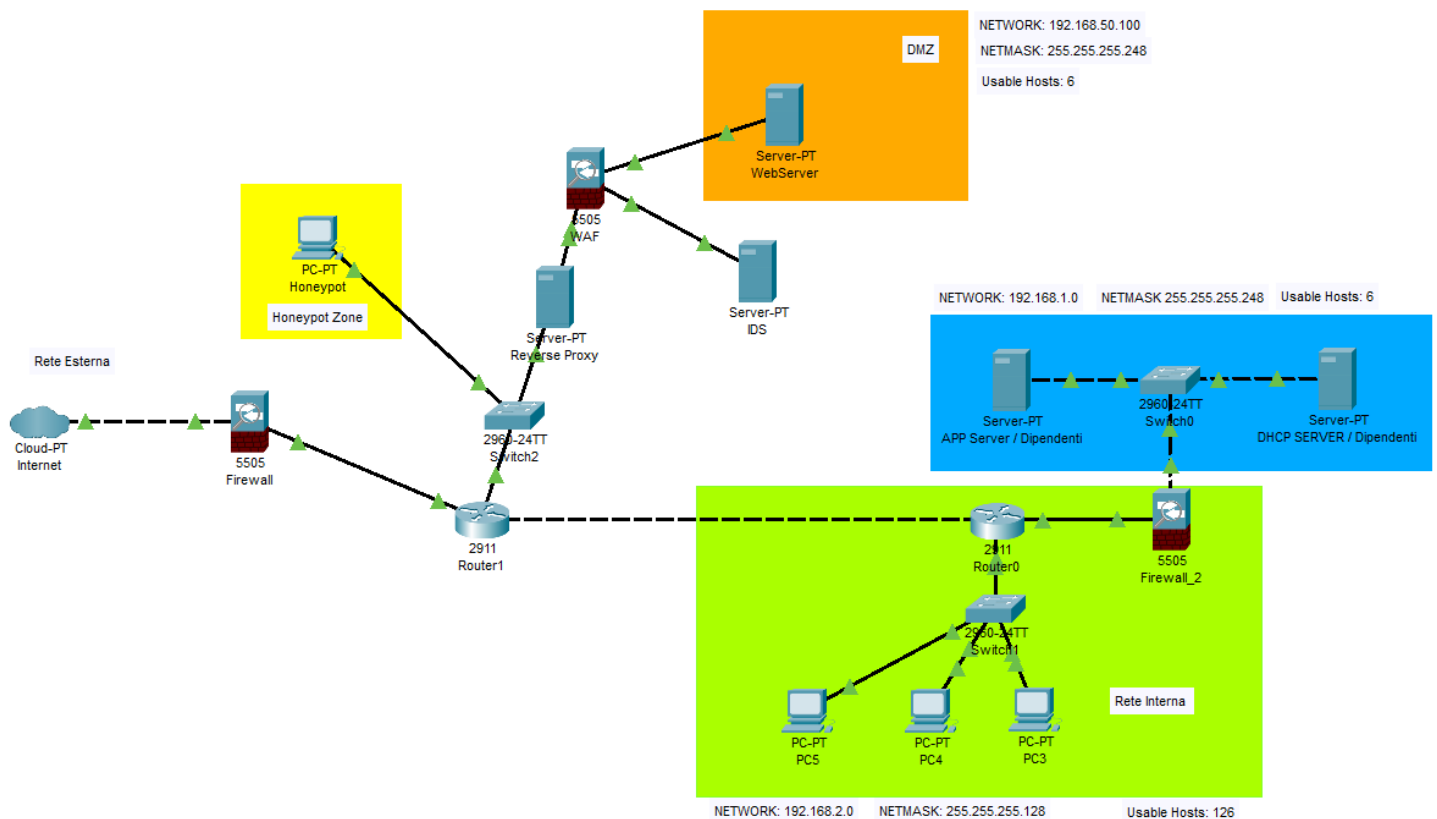 NETWORK: 192.168.50.100
DMZ
NETMASK: 255.255.255.248
Usable Hosts: 6
Server-PT
WebServer
5505
WAF
PC-PT
Honeypot
Honeypot Zone
Server-PT
Reverse Proxy
Server-PT
IDS
NETWORK: 192.168.1.0
NETMASK 255.255.255.248
Usable Hosts: 6
Rete Esterna
Cloud-PT
Internet
5505
Firewall
2960-24TT
Switch2
Server-PT
APP Server / Dipendenti
2960-24TT
Switch0
Server-PT
DHCP SERVER / Dipendenti
2911
Router1
2911
Router0
5505
Firewall_2
2960-24TT
Switch1
Rete Interna
PC-PT
PC5
PC-PT
PC4
PC-PT
PC3
NETWORK: 192.168.2.0
NETMASK: 255.255.255.128
Usable Hosts: 126